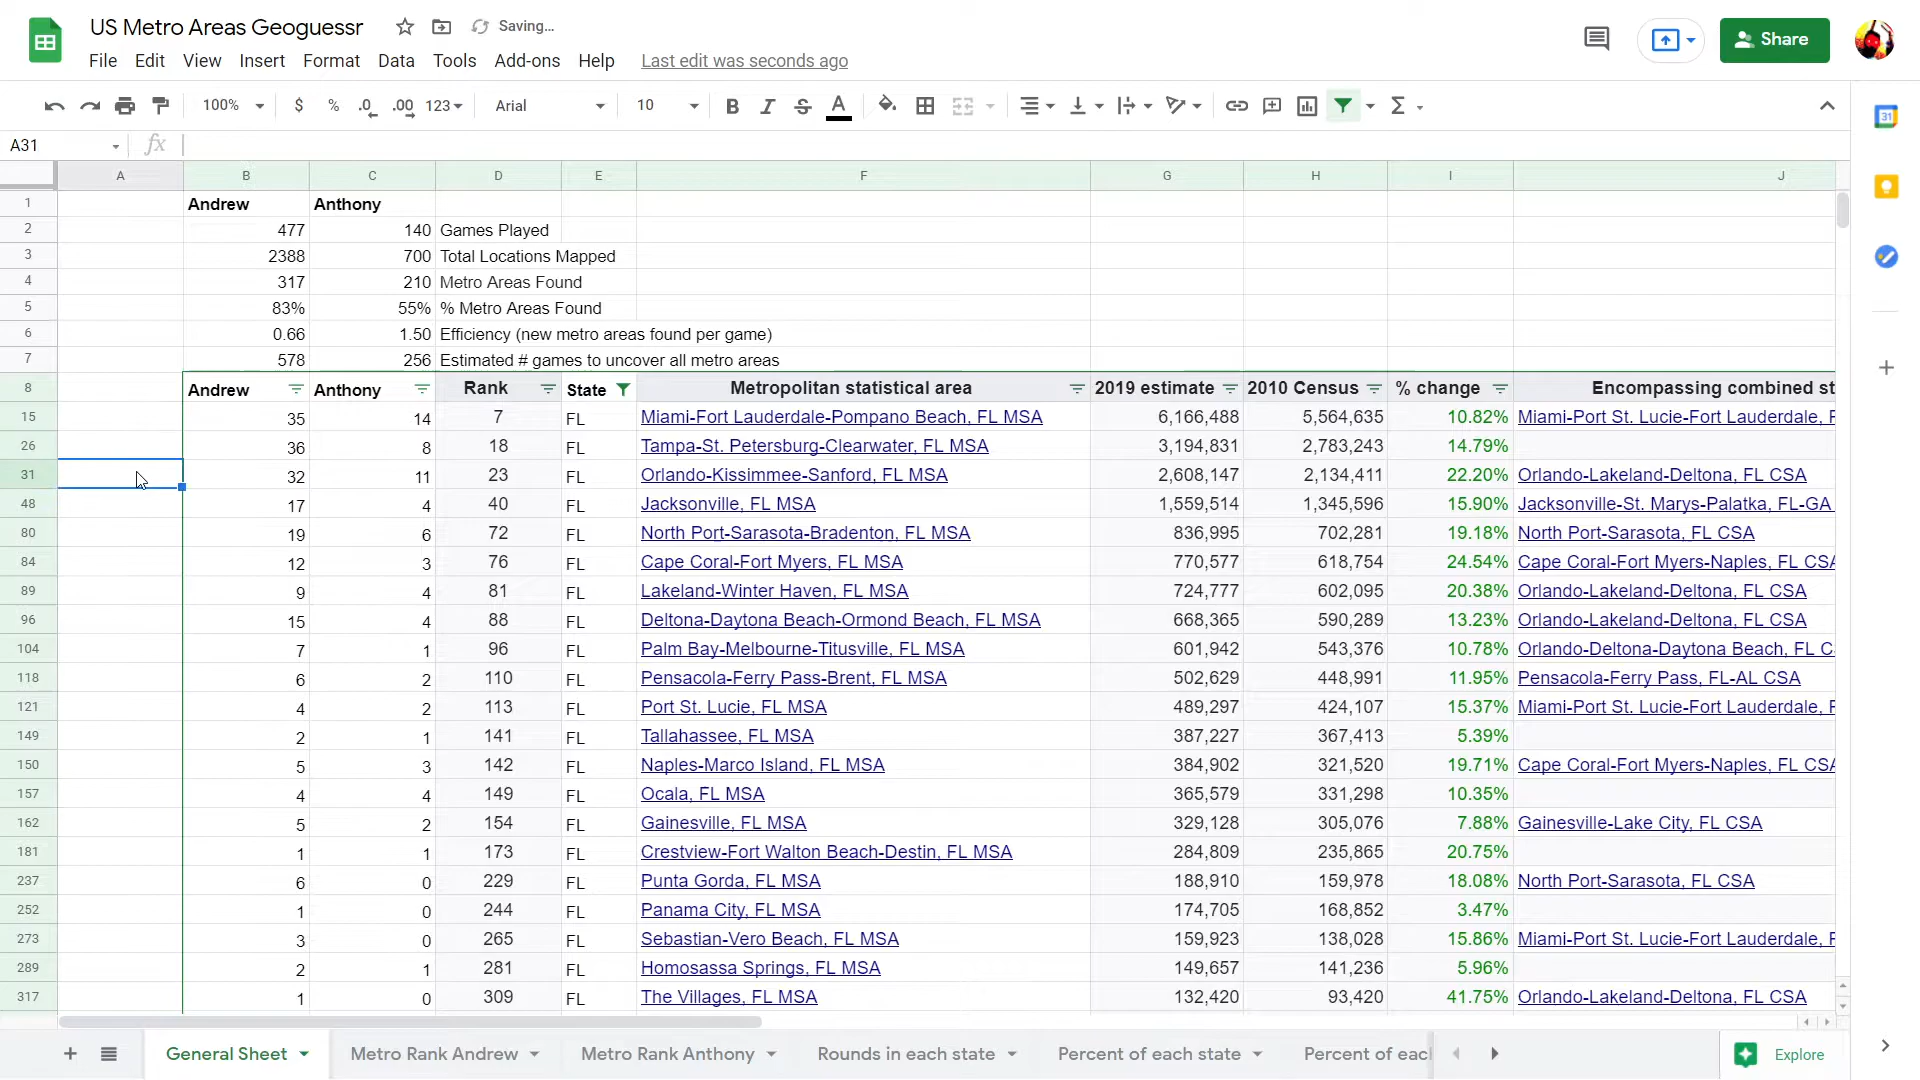 US Metro Areas Geoguessr Saving...
File Edit View Insert Format Data Tools Add-ons Help Last edit was seconds ago
Share
100% $ % .0 .00 123 Arial 10 B I S A Σ
31
A31 fx
A B C D E F G H I J
1 Andrew Anthony
2 477 140 Games Played
3 2388 700 Total Locations Mapped
4 317 210 Metro Areas Found
5 83% 55% % Metro Areas Found
6 0.66 1.50 Efficiency (new metro areas found per game)
7 578 256 Estimated # games to uncover all metro areas
8 Andrew Anthony Rank State Metropolitan statistical area 2019 estimate 2010 Census % change Encompassing combined st
15 35 14 7 FL Miami-Fort Lauderdale-Pompano Beach, FL MSA 6,166,488 5,564,635 10.82% Miami-Port St. Lucie-Fort Lauderdale, F
26 36 8 18 FL Tampa-St. Petersburg-Clearwater, FL MSA 3,194,831 2,783,243 14.79%
31 32 11 23 FL Orlando-Kissimmee-Sanford, FL MSA 2,608,147 2,134,411 22.20% Orlando-Lakeland-Deltona, FL CSA
48 17 4 40 FL Jacksonville, FL MSA 1,559,514 1,345,596 15.90% Jacksonville-St. Marys-Palatka, FL-GA
80 19 6 72 FL North Port-Sarasota-Bradenton, FL MSA 836,995 702,281 19.18% North Port-Sarasota, FL CSA
84 12 3 76 FL Cape Coral-Fort Myers, FL MSA 770,577 618,754 24.54% Cape Coral-Fort Myers-Naples, FL CSA
89 9 4 81 FL Lakeland-Winter Haven, FL MSA 724,777 602,095 20.38% Orlando-Lakeland-Deltona, FL CSA
96 15 4 88 FL Deltona-Daytona Beach-Ormond Beach, FL MSA 668,365 590,289 13.23% Orlando-Lakeland-Deltona, FL CSA
104 7 1 96 FL Palm Bay-Melbourne-Titusville, FL MSA 601,942 543,376 10.78% Orlando-Deltona-Daytona Beach, FL C
118 6 2 110 FL Pensacola-Ferry Pass-Brent, FL MSA 502,629 448,991 11.95% Pensacola-Ferry Pass, FL-AL CSA
121 4 2 113 FL Port St. Lucie, FL MSA 489,297 424,107 15.37% Miami-Port St. Lucie-Fort Lauderdale, F
149 2 1 141 FL Tallahassee, FL MSA 387,227 367,413 5.39%
150 5 3 142 FL Naples-Marco Island, FL MSA 384,902 321,520 19.71% Cape Coral-Fort Myers-Naples, FL CSA
157 4 4 149 FL Ocala, FL MSA 365,579 331,298 10.35%
162 5 2 154 FL Gainesville, FL MSA 329,128 305,076 7.88% Gainesville-Lake City, FL CSA
181 1 1 173 FL Crestview-Fort Walton Beach-Destin, FL MSA 284,809 235,865 20.75%
237 6 0 229 FL Punta Gorda, FL MSA 188,910 159,978 18.08% North Port-Sarasota, FL CSA
252 1 0 244 FL Panama City, FL MSA 174,705 168,852 3.47%
273 3 0 265 FL Sebastian-Vero Beach, FL MSA 159,923 138,028 15.86% Miami-Port St. Lucie-Fort Lauderdale, F
289 2 1 281 FL Homosassa Springs, FL MSA 149,657 141,236 5.96%
317 1 0 309 FL The Villages, FL MSA 132,420 93,420 41.75% Orlando-Lakeland-Deltona, FL CSA
General Sheet Metro Rank Andrew Metro Rank Anthony Rounds in each state Percent of each state Percent of eac Explore